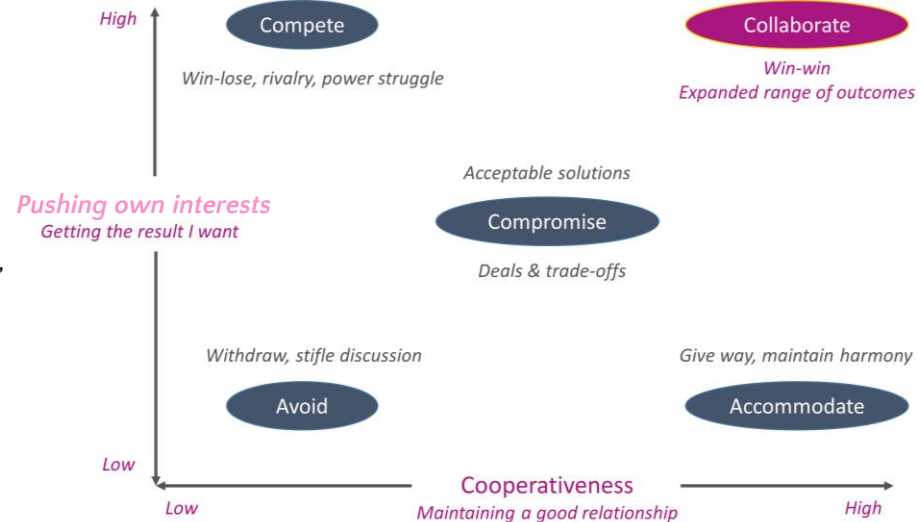 High
Compete
Collaborate
Win-lose, rivalry, power struggle
Win-win
Expanded range of outcomes
Acceptable solutions
Pushing own interests
Getting the result I want
Compromise
,
Deals & trade-offs
Withdraw, stifle discussion
Give way, maintain harmony
Avoid
Accommodate
Low
Cooperativeness
Low
Maintaining a good relationship
High